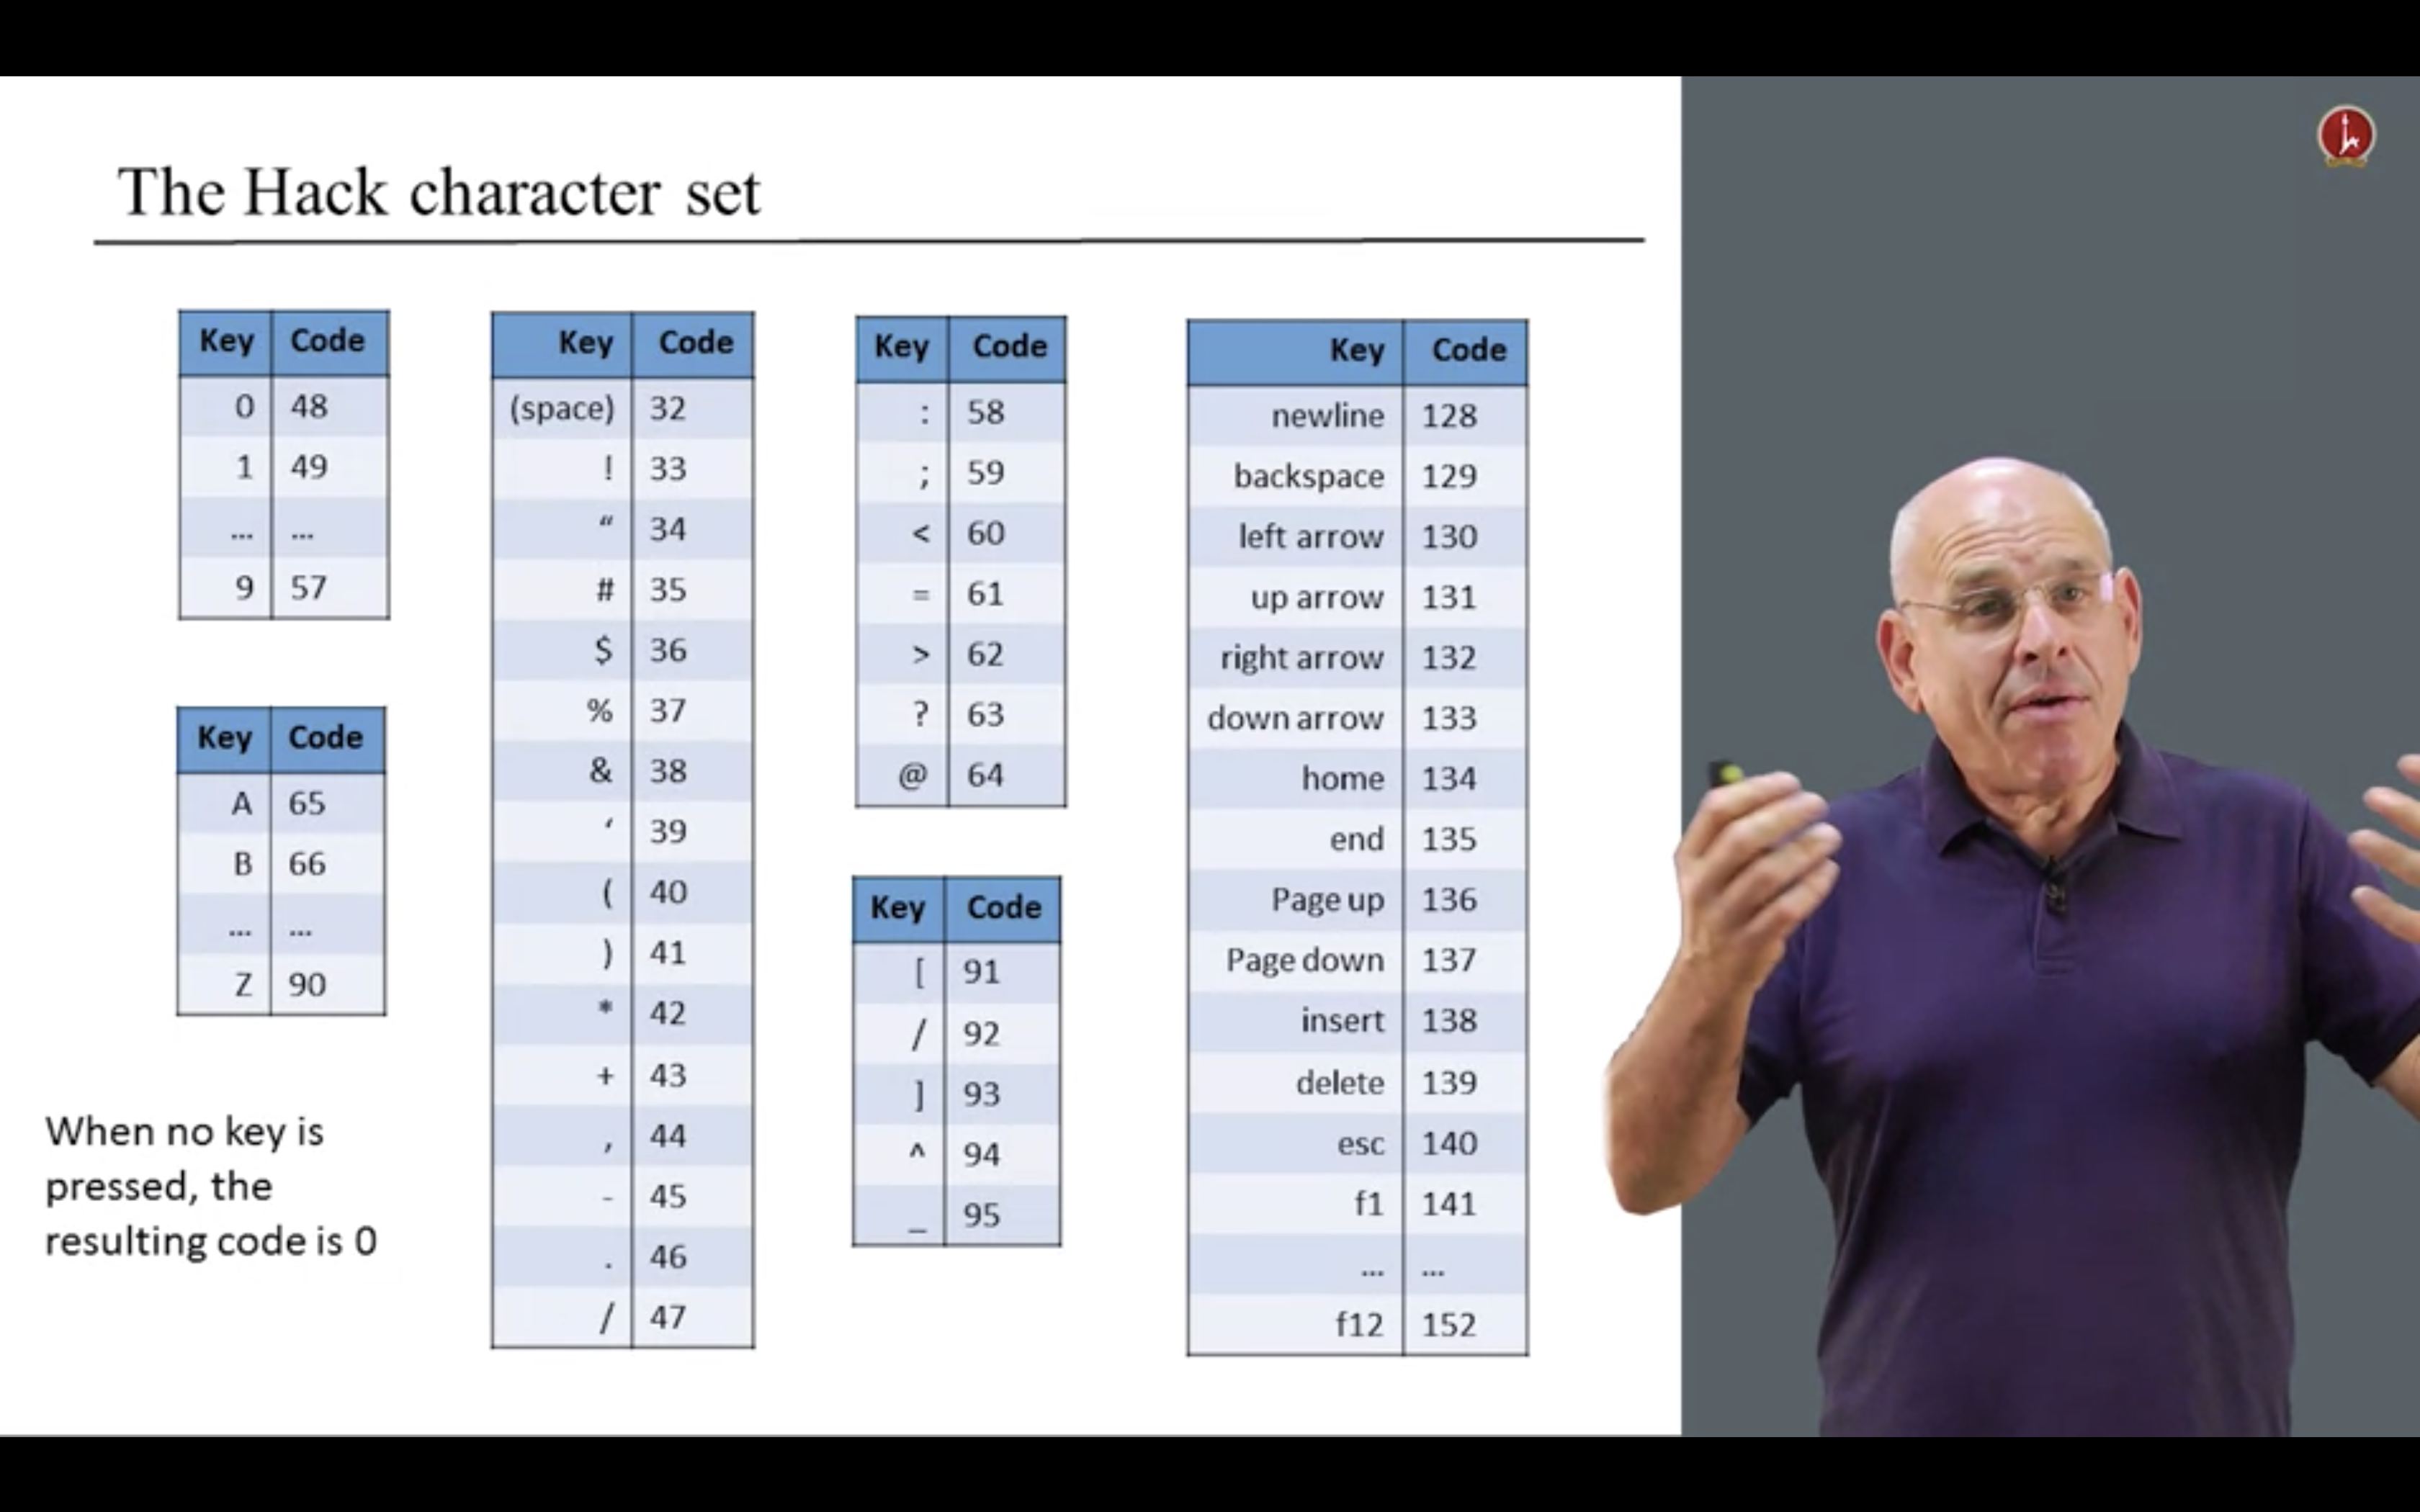 The Hack character set
Key Code
0 48
1 49
... ...
9 57
Key Code
A 65
B 66
... ...
Z 90
When no key is
pressed, the
resulting code is 0
Key Code
(space) 32
! 33
“ 34
# 35
$ 36
% 37
& 38
‘ 39
( 40
) 41
* 42
+ 43
, 44
- 45
. 46
/ 47
Key Code
: 58
; 59
< 60
= 61
> 62
? 63
@ 64
Key Code
[ 91
/ 92
] 93
^ 94
_ 95
Key Code
newline 128
backspace 129
left arrow 130
up arrow 131
right arrow 132
down arrow 133
home 134
end 135
Page up 136
Page down 137
insert 138
delete 139
esc 140
f1 141
... ...
f12 152